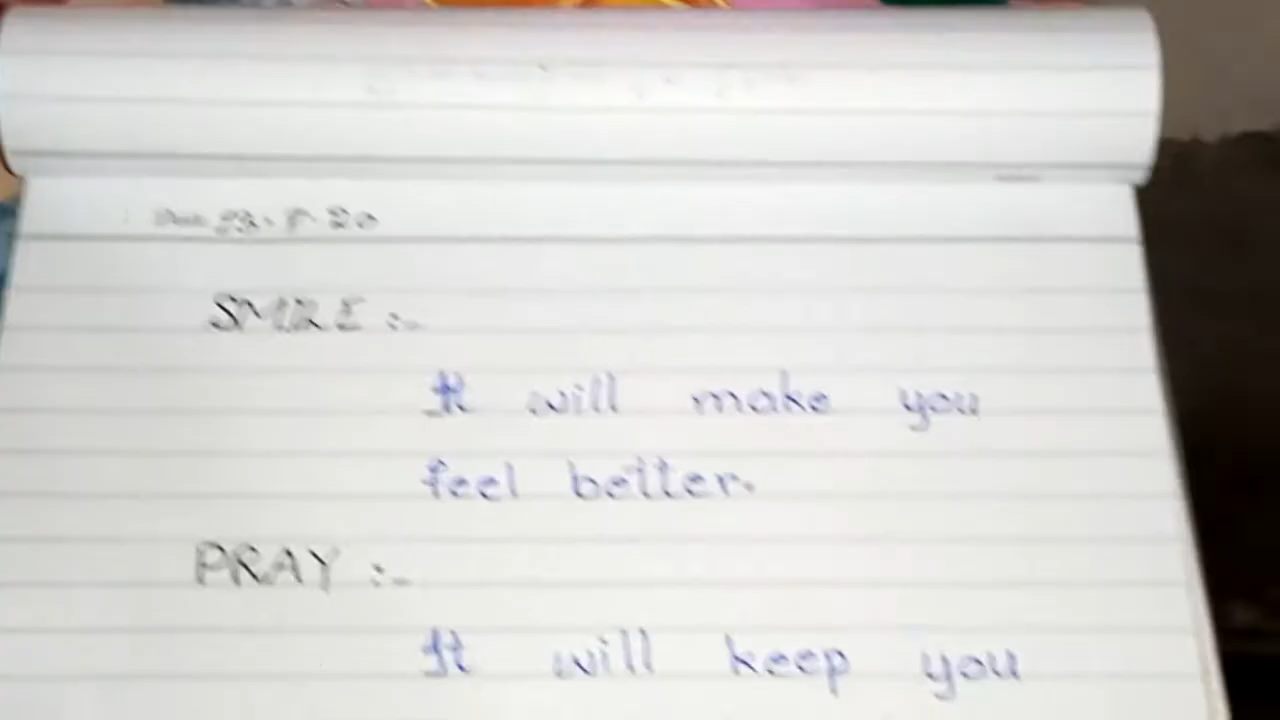 SMILE :-
It will make you
feel better.
PRAY :-
It will keep you